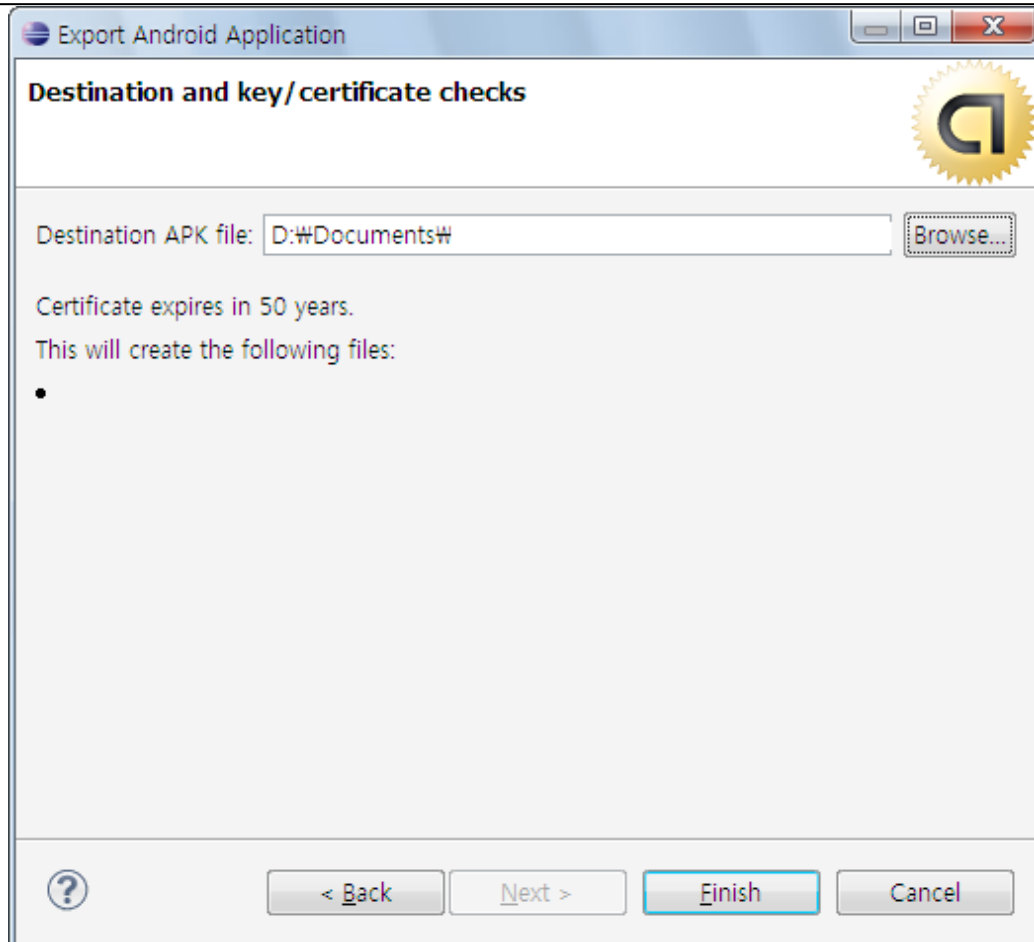 Export Android Application
Destination and key/certificate checks
Destination APK file: D:₩Documents₩ Browse...
Certificate expires in 50 years.
This will create the following files:
•
< Back Next > Finish Cancel